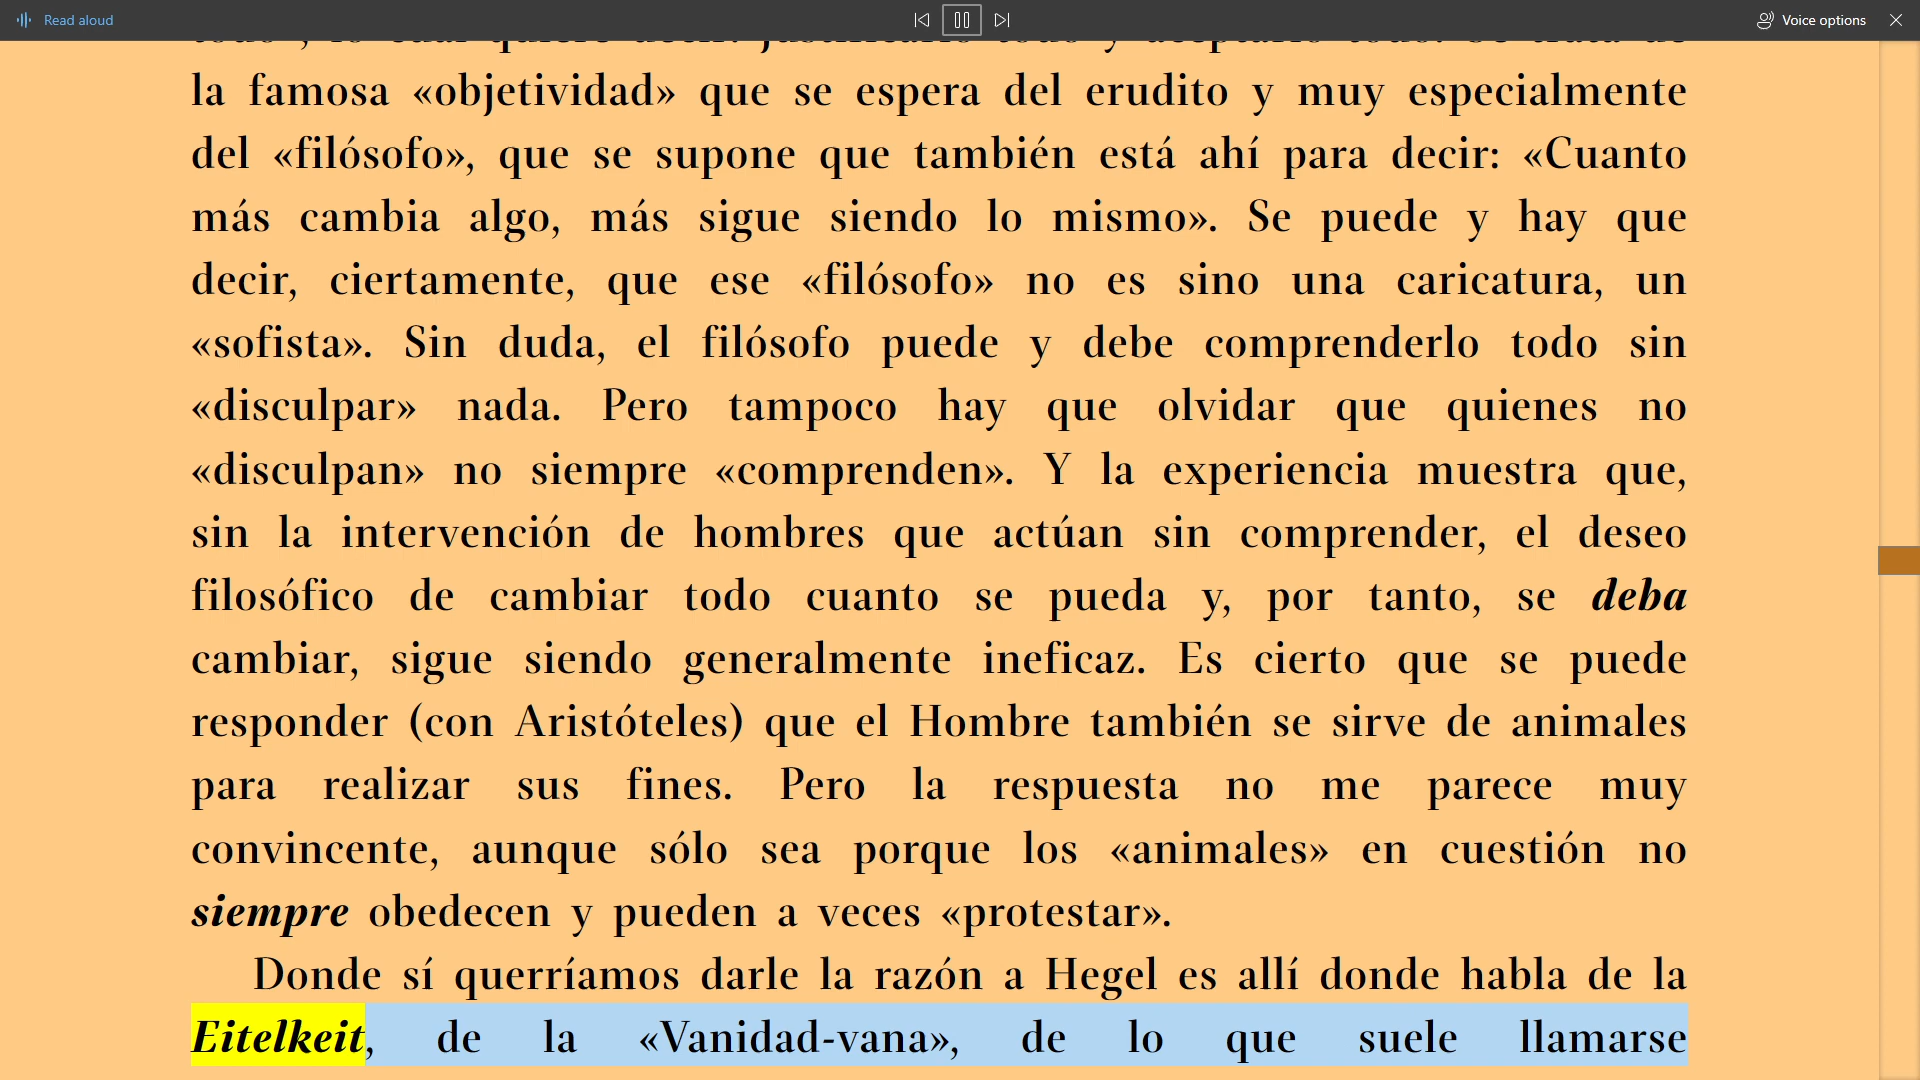 Read aloud
Voice options
la famosa «objetividad» que se espera del erudito y muy especialmente
del «filósofo», que se supone que también está ahí para decir: «Cuanto
más cambia algo, más sigue siendo lo mismo». Se puede y hay que
decir, ciertamente, que ese «filósofo» no es sino una caricatura, un
«sofista». Sin duda, el filósofo puede y debe comprenderlo todo sin
«disculpar» nada. Pero tampoco hay que olvidar que quienes no
«disculpan» no siempre «comprenden». Y la experiencia muestra que,
sin la intervención de hombres que actúan sin comprender, el deseo
filosófico de cambiar todo cuanto se pueda y, por tanto, se deba
cambiar, sigue siendo generalmente ineficaz. Es cierto que se puede
responder (con Aristóteles) que el Hombre también se sirve de animales
para realizar sus fines. Pero la respuesta no me parece muy
convincente, aunque sólo sea porque los «animales» en cuestión no
siempre obedecen y pueden a veces «protestar».
Donde sí querríamos darle la razón a Hegel es allí donde habla de la
Eitelkeit, de la «Vanidad-vana», de lo que suele llamarse